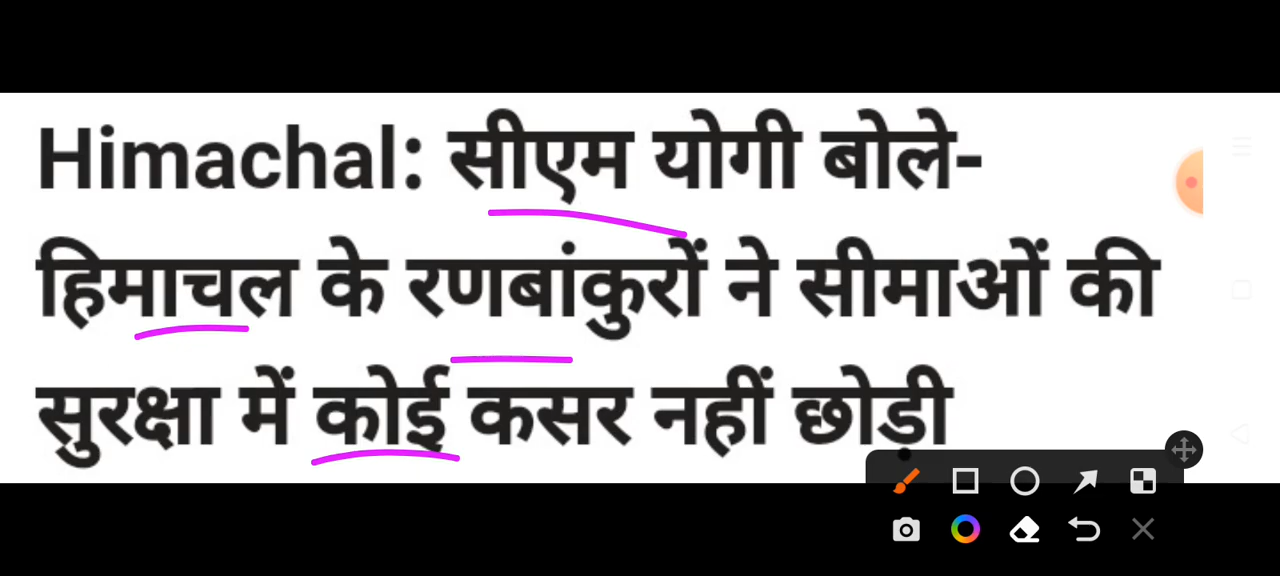 Himachal: सीएम योगी बोले-
हिमाचल के रणबांकुरों ने सीमाओं की
सुरक्षा में कोई कसर नहीं छोडी